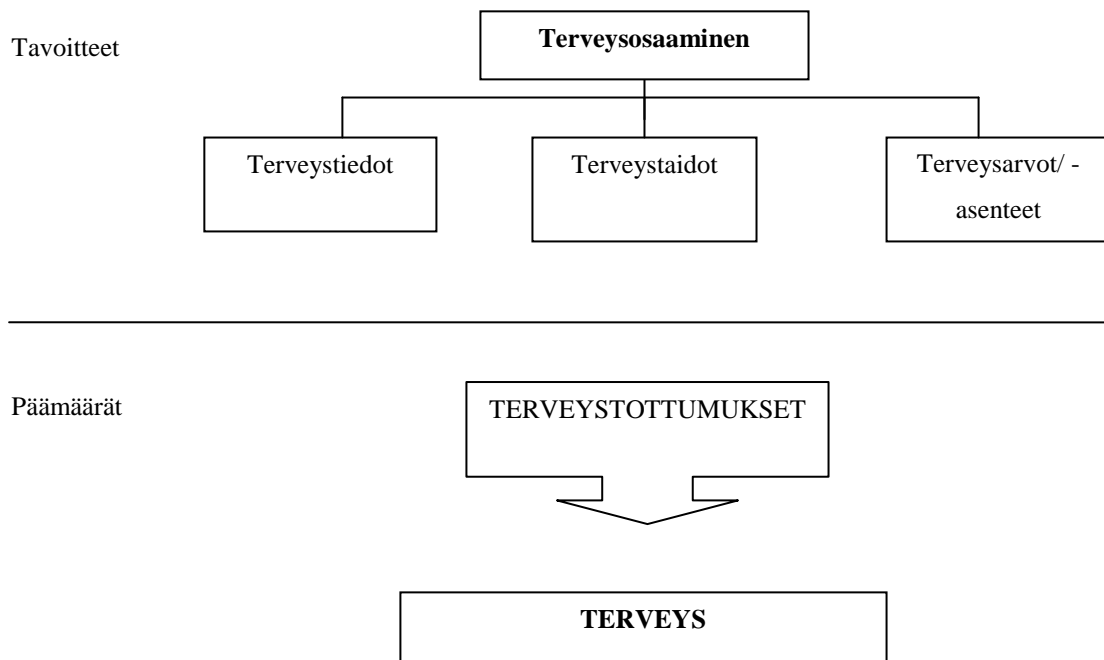 Tavoitteet
Terveysosaaminen
Terveystiedot
Terveystaidot
Terveysarvot/ -
asenteet
Päämäärät
TERVEYSTOTTUMUKSET
TERVEYS